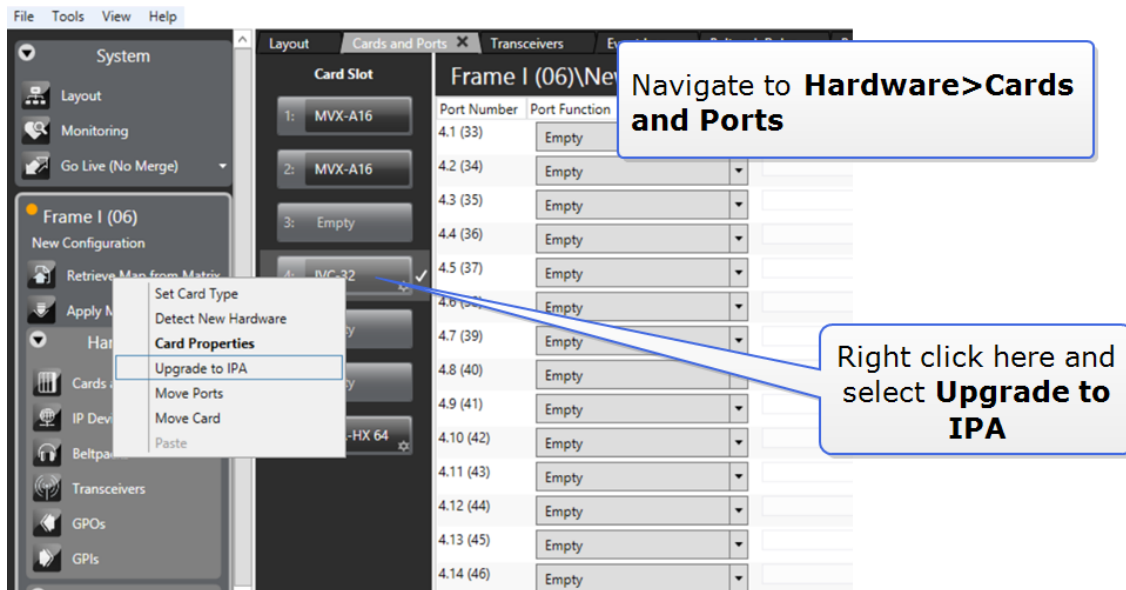 File Tools View Help
System
Layout
Monitoring
Go Live (No Merge)
Frame I (06)
New Configuration
Retrieve Map from Matrix
Apply
Cards
Transceivers
GPOs
GPIs
Set Card Type
Detect New Hardware
Card Properties
Upgrade to IPA
Move Ports
Move Card
Paste
Layout Cards and Ports Transceivers
Card Slot
1: MVX-A16
2: MVX-A16
3: Empty
4: IVC-32
-HX 64
Frame I (06)\Ne
Port Number Port Function
4.1 (33) Empty
4.2 (34) Empty
4.3 (35) Empty
4.4 (36) Empty
4.5 (37) Empty
4.6 Empty
4.7 (39) Empty
4.8 (40) Empty
4.9 (41) Empty
4.10 (42) Empty
4.11 (43) Empty
4.12 (44) Empty
4.13 (45) Empty
4.14 (46) Empty
Navigate to Hardware>Cards
and Ports
Right click here and
select Upgrade to
IPA